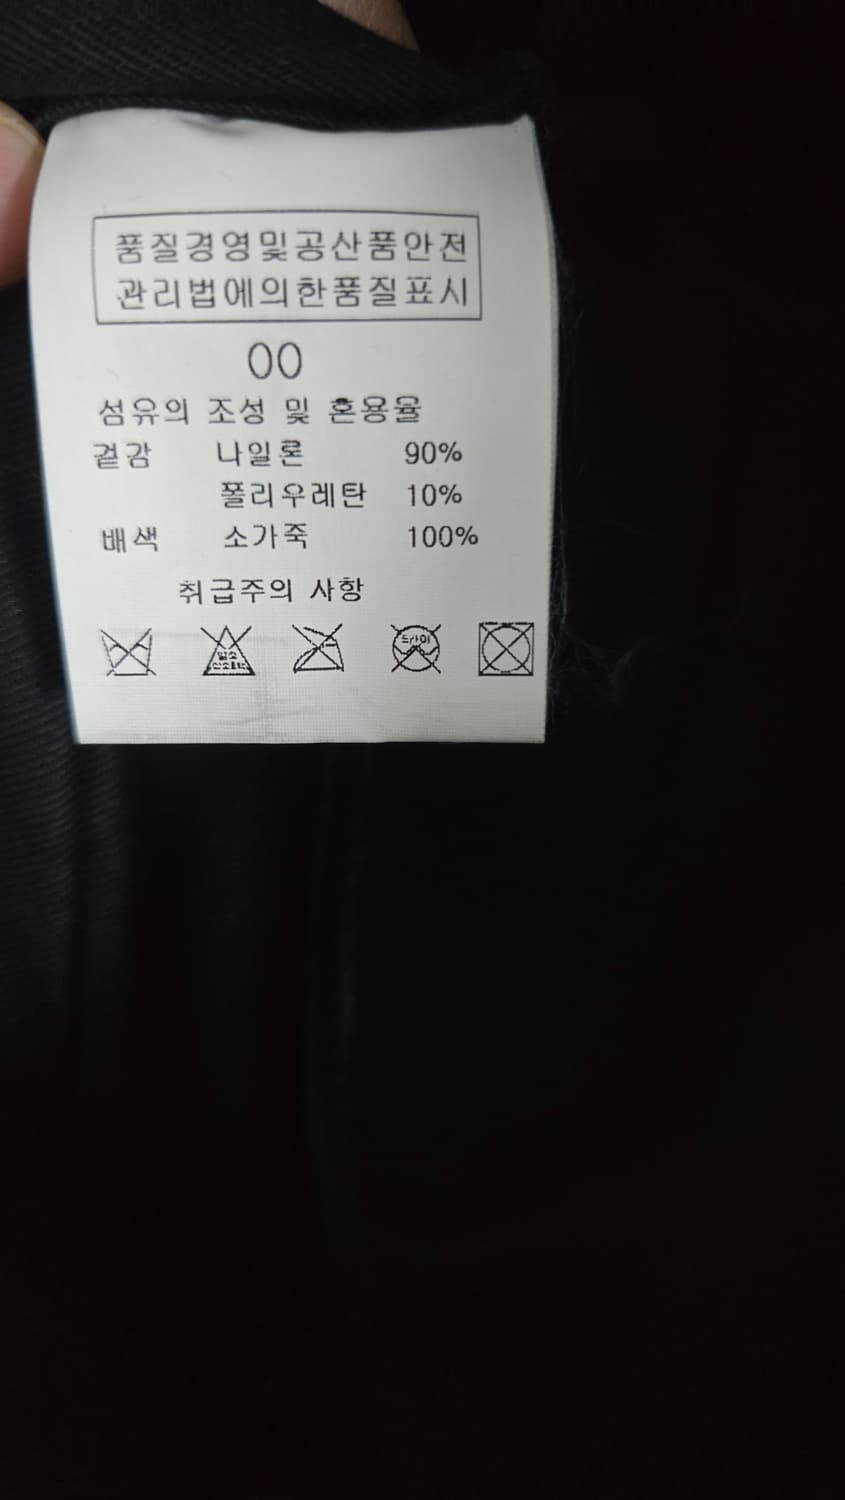 품질경영및공산품안전
관리법에의한품질표시
00
섬유의 조성 및 혼용율
겉감 나일론 90%
폴리우레탄 10%
배색 소가죽 100%
취급주의 사항
드라이
염소